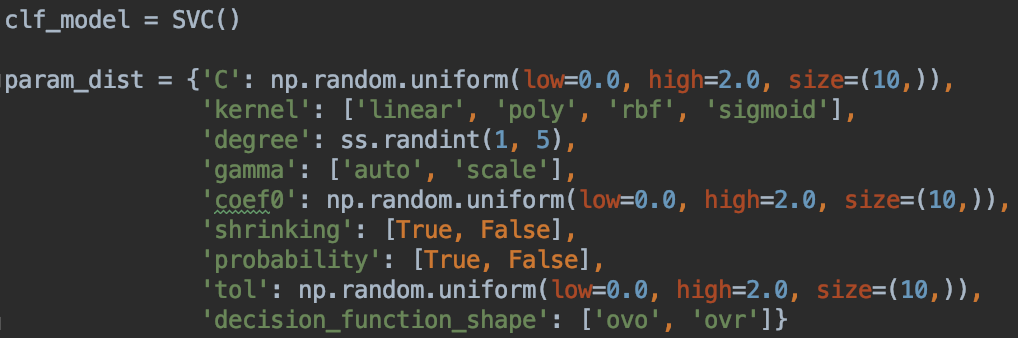 clf_model = SVC()
param_dist = {'C': np.random.uniform(low=0.0, high=2.0, size=(10,)),
'kernel': ['linear', 'poly', 'rbf', 'sigmoid'],
'degree': ss.randint(1, 5),
'gamma': ['auto', 'scale'],
'coef0': np.random.uniform(low=0.0, high=2.0, size=(10,)),
'shrinking': [True, False],
'probability': [True, False],
'tol': np.random.uniform(low=0.0, high=2.0, size=(10,)),
'decision_function_shape': ['ovo', 'ovr']}